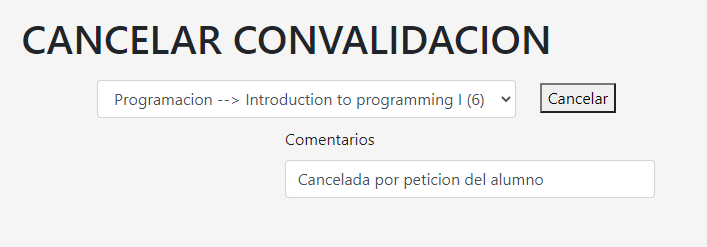 CANCELAR CONVALIDACION
Programacion --> Introduction to programming I (6) Cancelar
Comentarios
Cancelada por peticion del alumno